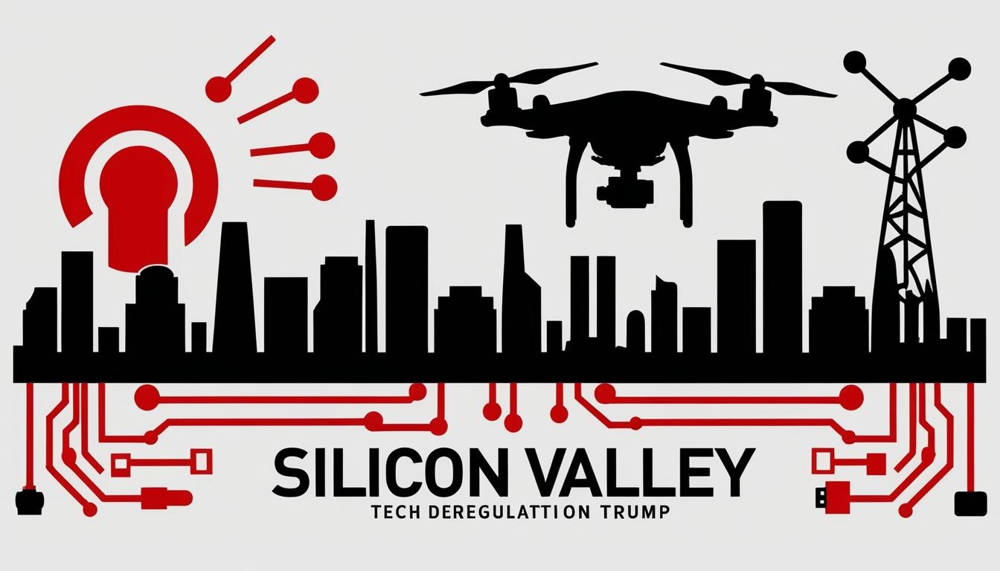 SILICON VALLEY
TECH DEREGULATTION TRUMP